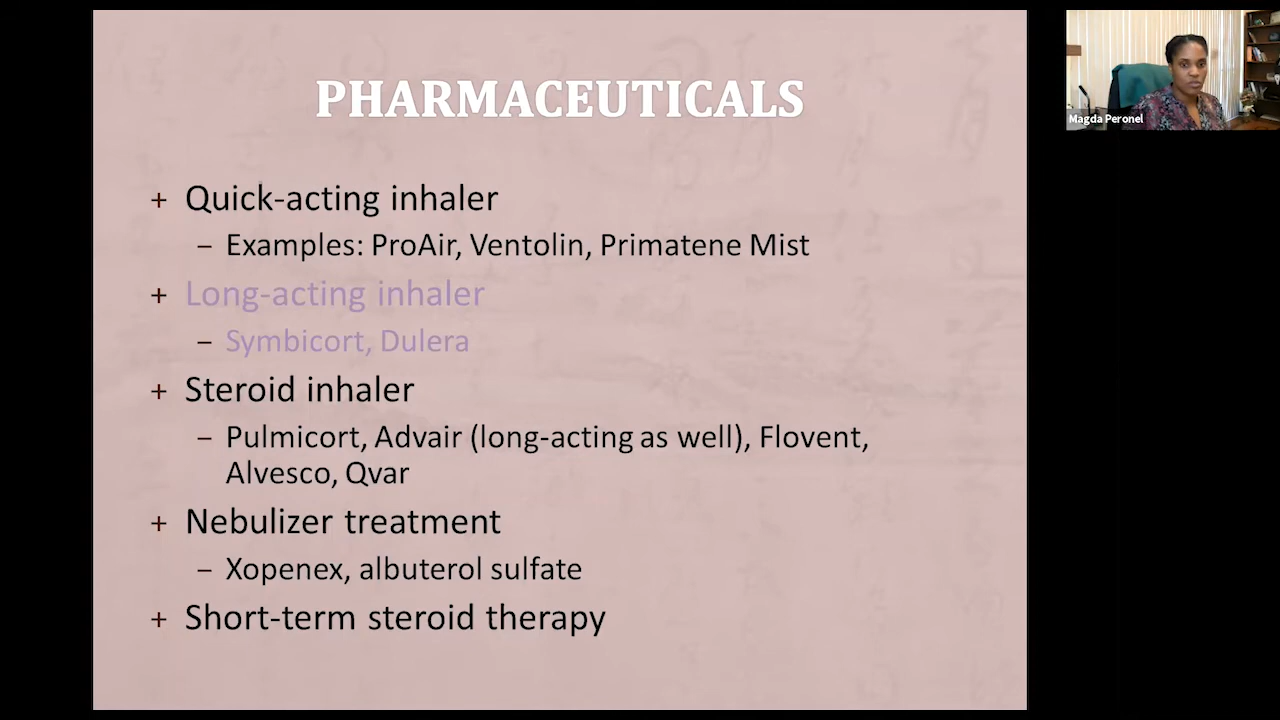 PHARMACEUTICALS
+ Quick-acting inhaler
– Examples: ProAir, Ventolin, Primatene Mist
+ Long-acting inhaler
– Symbicort, Dulera
+ Steroid inhaler
– Pulmicort, Advair (long-acting as well), Flovent,
Alvesco, Qvar
+ Nebulizer treatment
– Xopenex, albuterol sulfate
+ Short-term steroid therapy
Magda Peronel